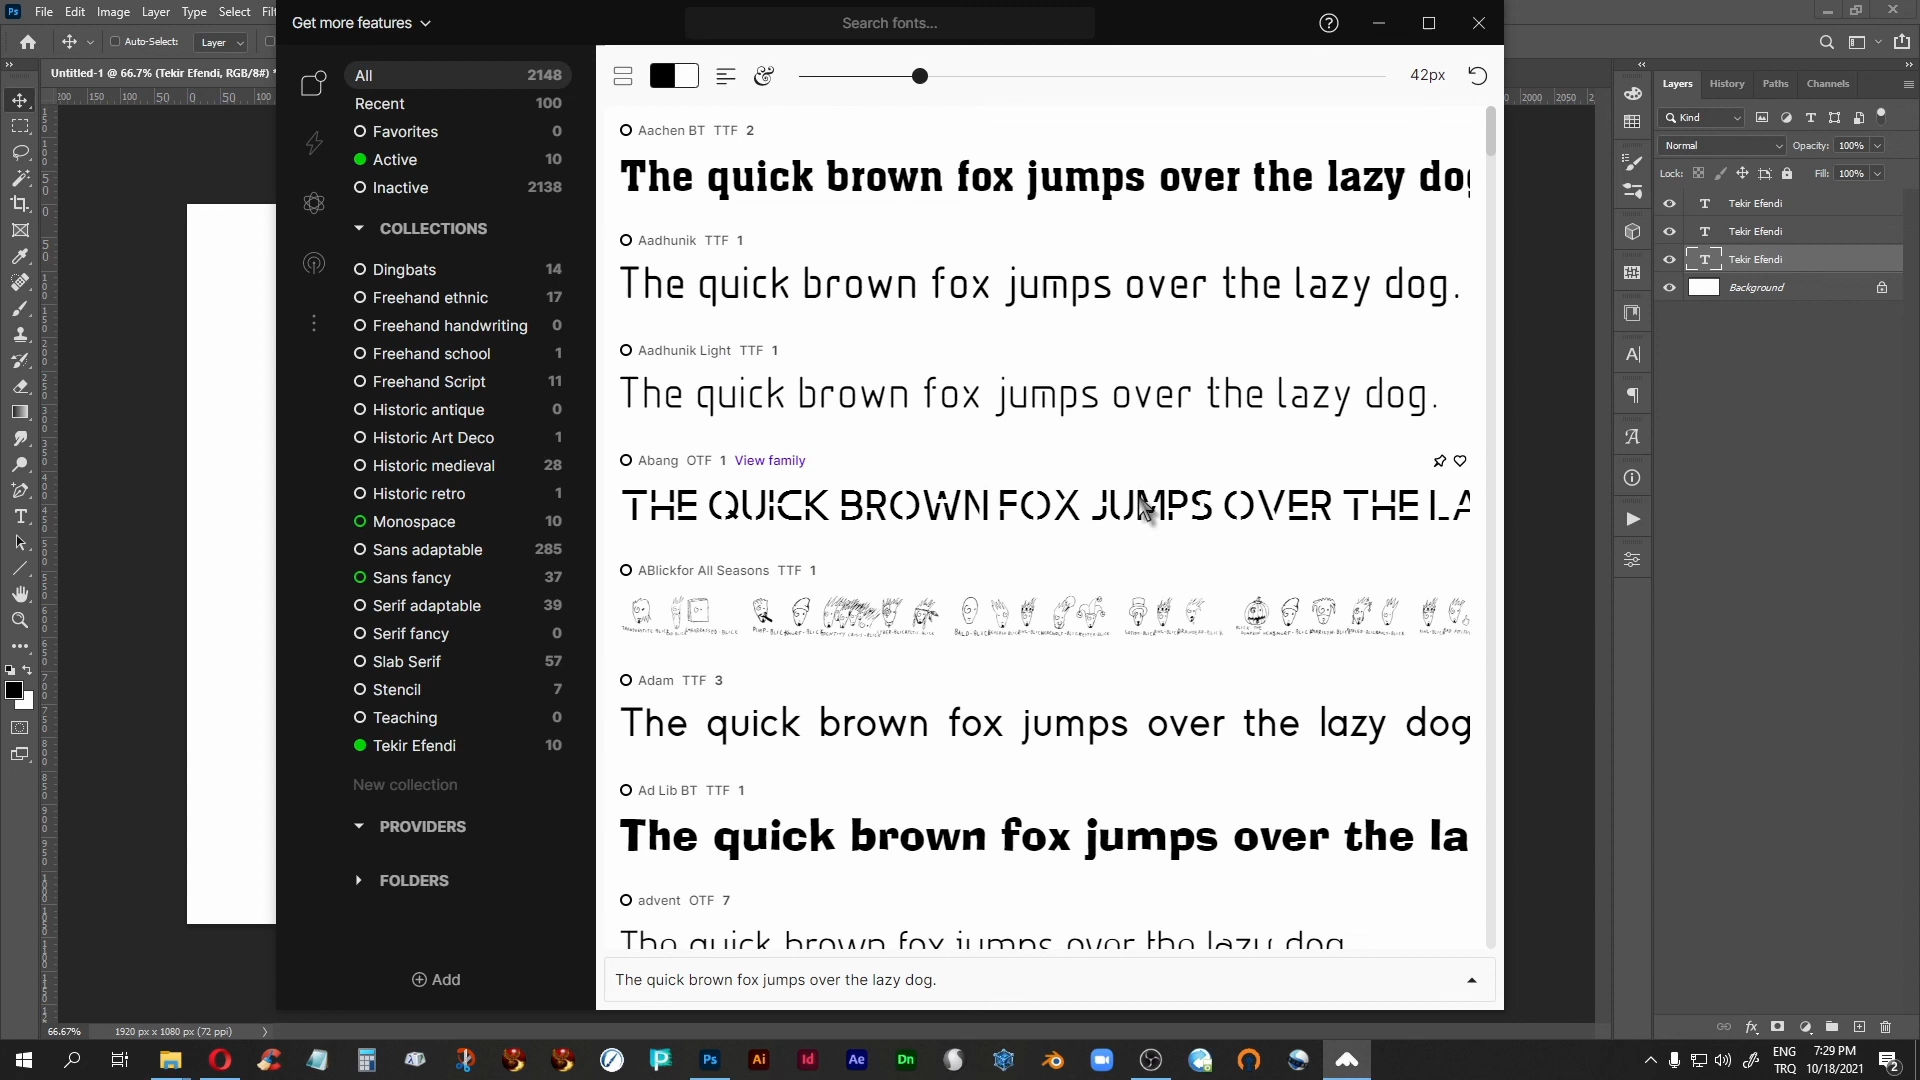 File Edit Image Layer Type Select Filt
Auto-Select: Layer
Untitled-1 @ 66.7% (Tekir Efendi, RGB/8#) *
Get more features
Search fonts...
All 2148
Recent 100
Favorites 0
Active 10
Inactive 2138
COLLECTIONS
Dingbats 14
Freehand ethnic 17
Freehand handwriting 0
Freehand school 1
Freehand Script 11
Historic antique 0
Historic Art Deco 1
Historic medieval 28
Historic retro 1
Monospace 10
Sans adaptable 285
Sans fancy 37
Serif adaptable 39
Serif fancy 0
Slab Serif 57
Stencil 7
Teaching 0
Tekir Efendi 10
New collection
PROVIDERS
FOLDERS
Add
42px
Aachen BT TTF 2
The quick brown fox jumps over the lazy dog
Aadhunik TTF 1
The quick brown fox jumps over the lazy dog.
Aadhunik Light TTF 1
The quick brown fox jumps over the lazy dog.
Abang OTF 1 View family
THE QUICK BROWN FOX JUMPS OVER THE LA
ABlickfor All Seasons TTF 1
Adam TTF 3
The quick brown fox jumps over the lazy dog
Ad Lib BT TTF 1
The quick brown fox jumps over the la
advent OTF 7
The quick brown fox jumps over the lazy dog
The quick brown fox jumps over the lazy dog.
Layers History Paths Channels
Kind
Normal Opacity: 100%
Lock: Fill: 100%
Tekir Efendi
Tekir Efendi
Tekir Efendi
Background
66.67% 1920 px x 1080 px (72 ppi)
ENG
TRQ
7:29 PM
10/18/2021